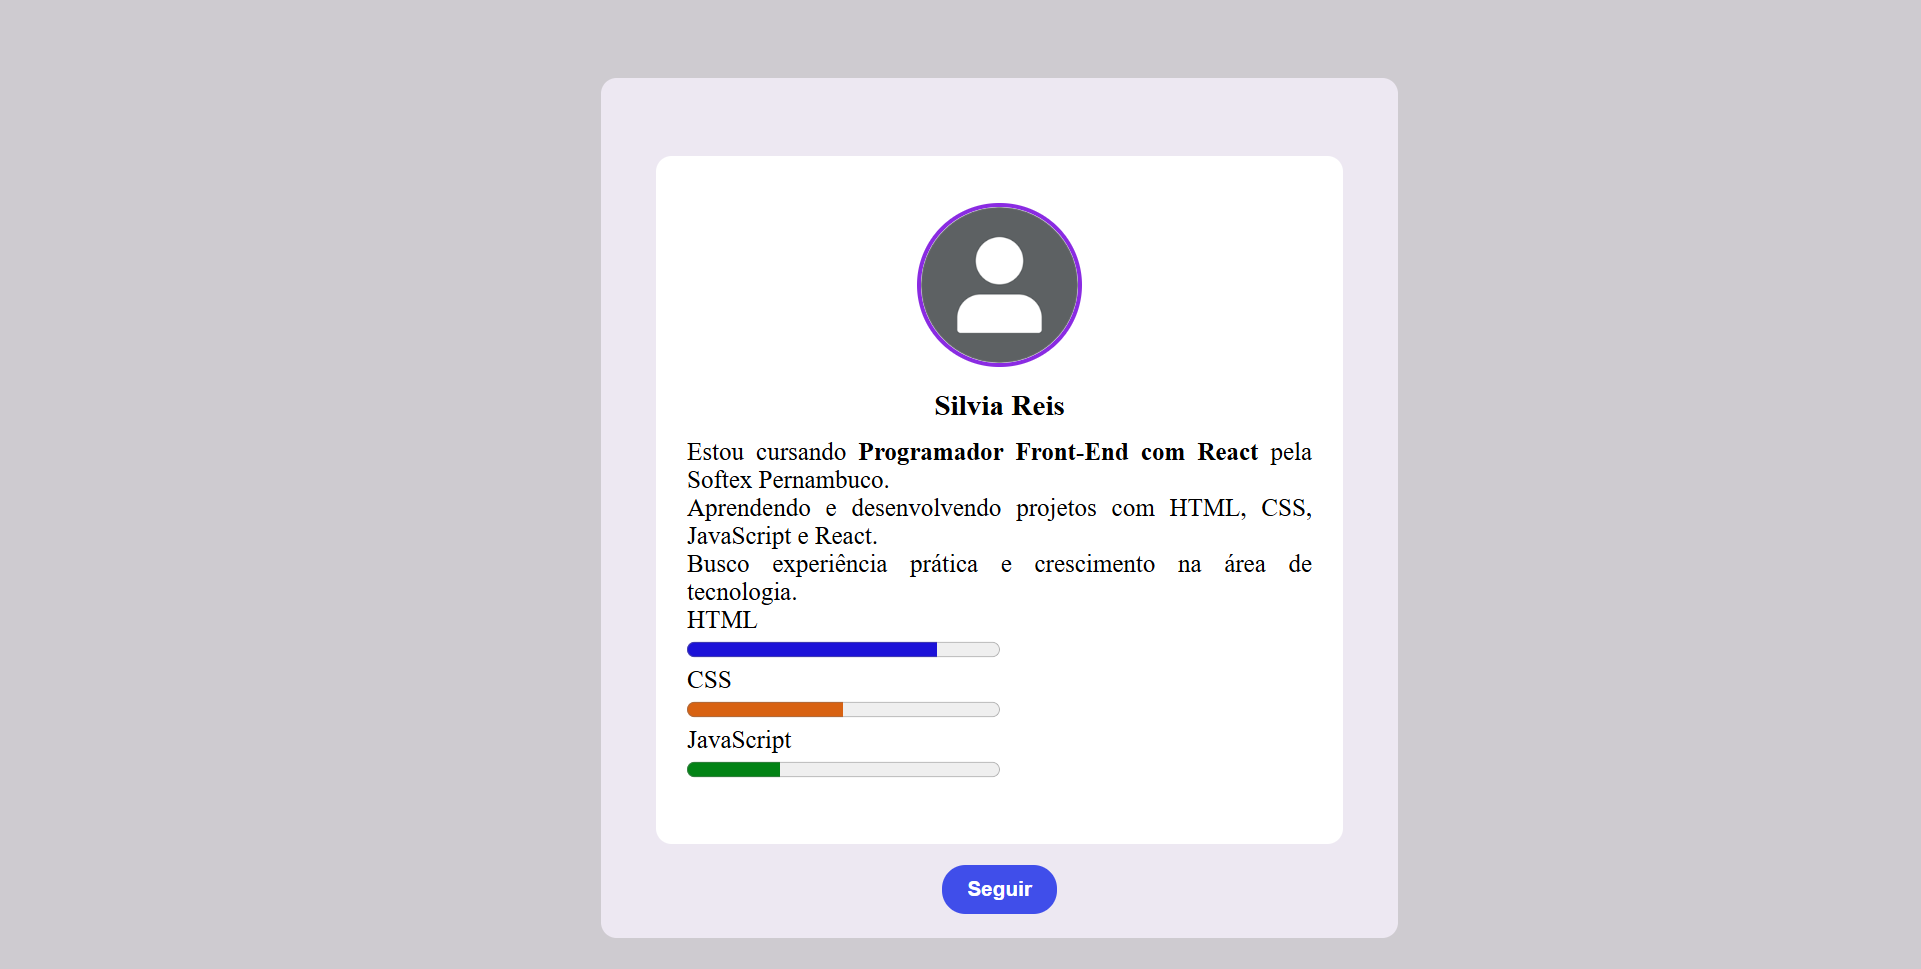 Silvia Reis
Estou cursando Programador Front-End com React pela
Softex Pernambuco.
Aprendendo e desenvolvendo projetos com HTML, CSS,
JavaScript e React.
Busco experiência prática e crescimento na área de
tecnologia.
HTML
CSS
JavaScript
Seguir